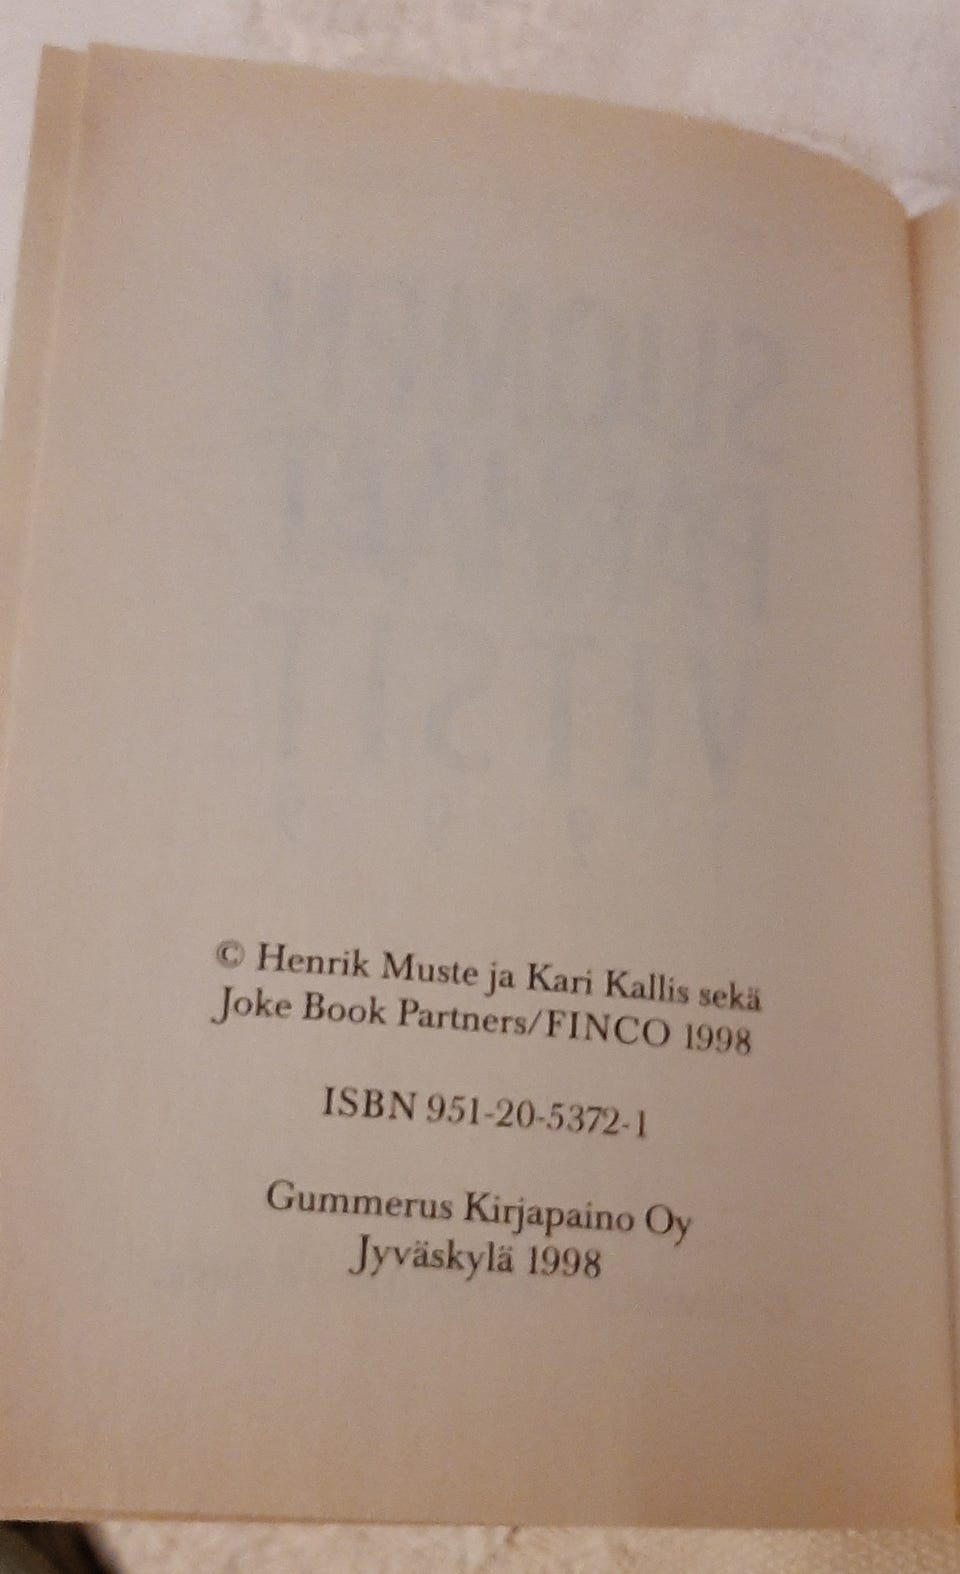 © Henrik Muste ja Kari Kallis sekä
Joke Book Partners/FINCO 1998
ISBN 951-20-5372-1
Gummerus Kirjapaino Oy
Jyväskylä 1998